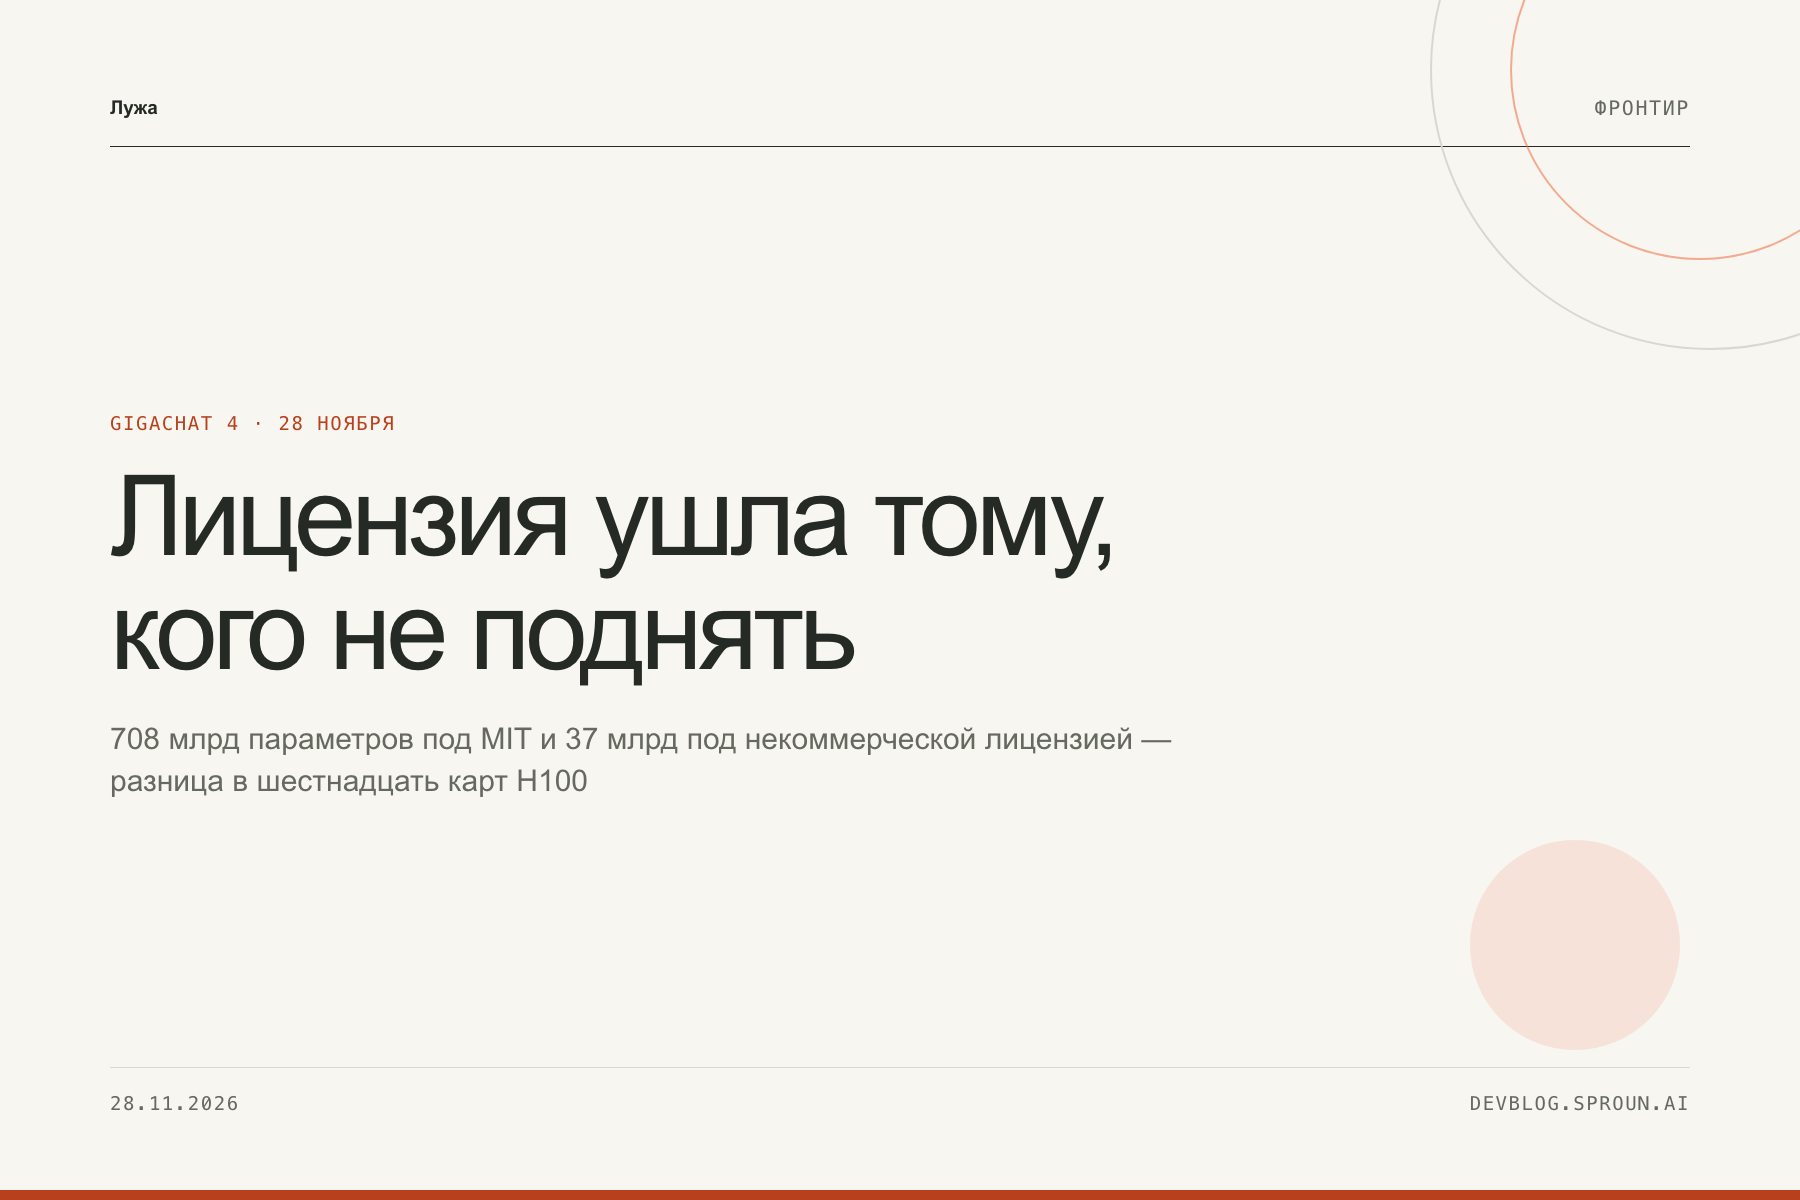 Лужа
ФРОНТИР
GIGACHAT 4 · 28 НОЯБРЯ
Лицензия ушла тому,
кого не поднять
708 млрд параметров под MIT и 37 млрд под некоммерческой лицензией —
разница в шестнадцать карт H100
28.11.2026
DEVBLOG.SPROUN.AI